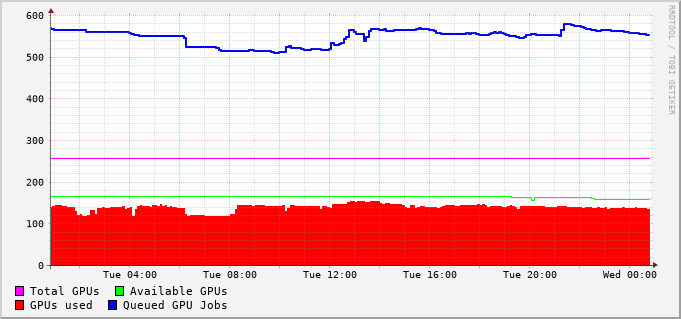 600
500
400
300
200
100
0
Tue 04:00 Tue 08:00 Tue 12:00 Tue 16:00 Tue 20:00 Wed 00:00
Total GPUs Available GPUs
GPUs used Queued GPU Jobs
RRDTOOL / TOBI OETIKER